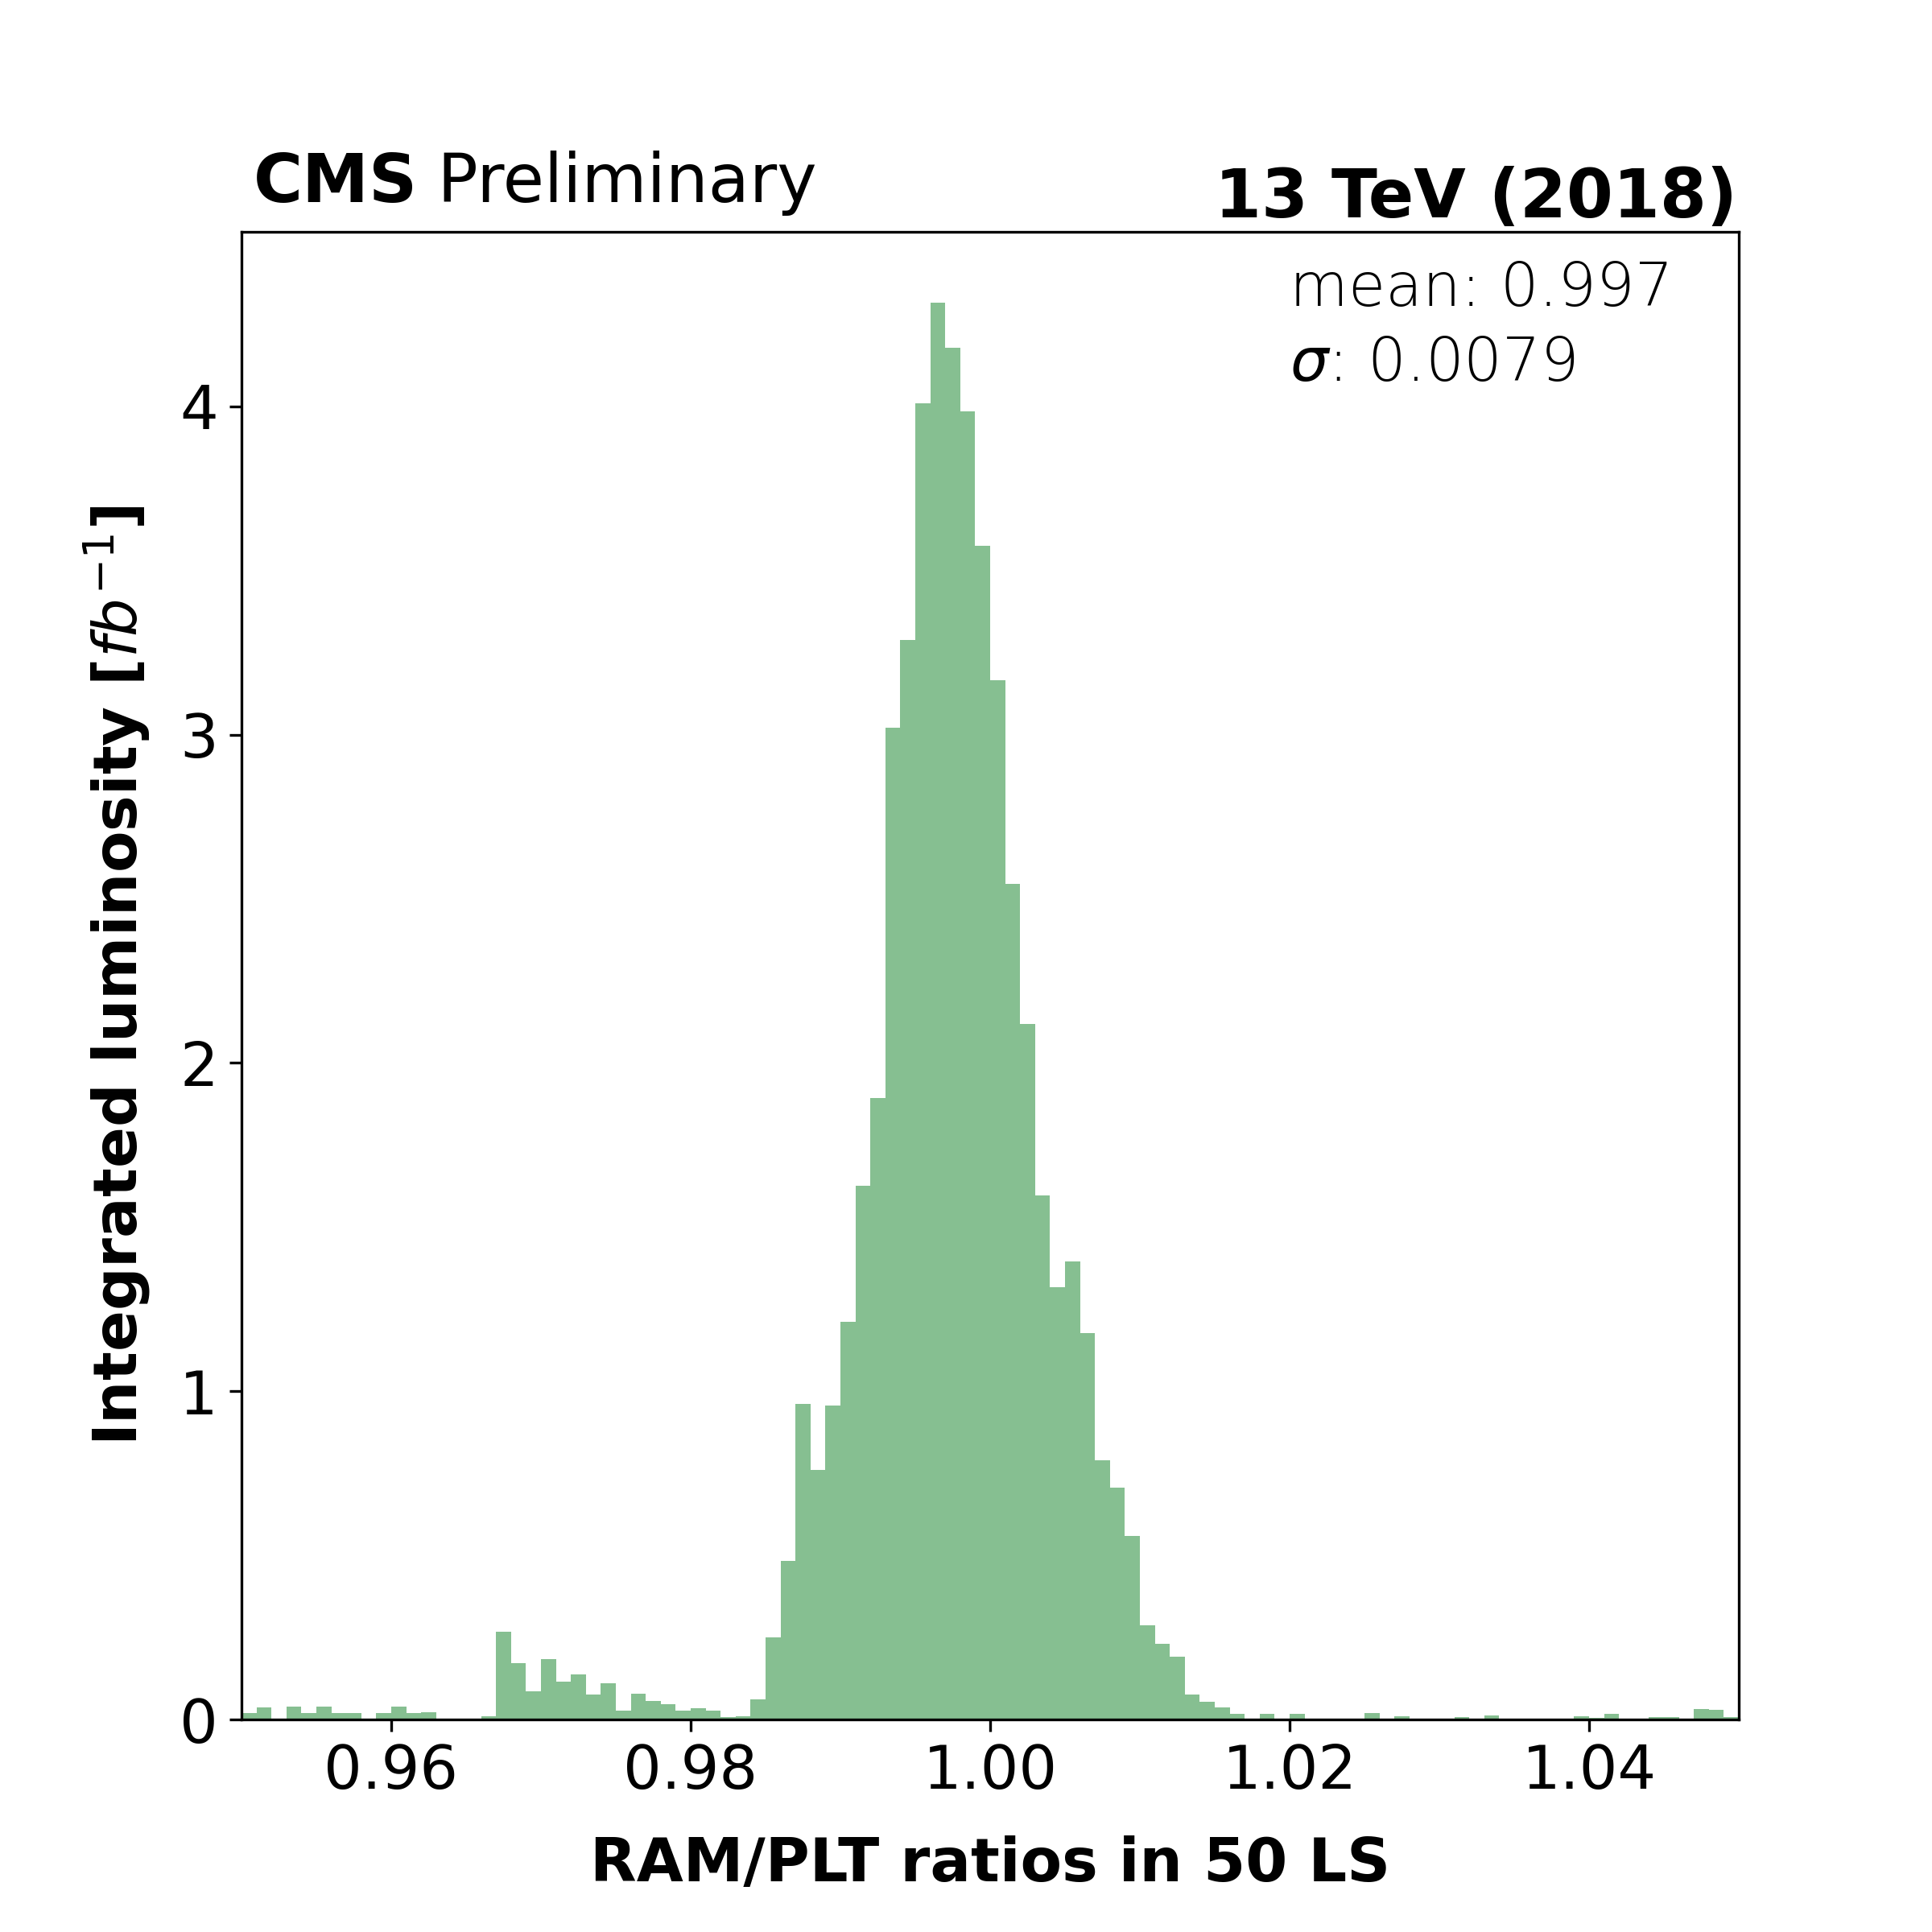 CMS Preliminary
13 TeV (2018)
mean: 0.997
σ: 0.0079
Integrated luminosity [fb⁻¹]
4
3
2
1
0
0.96 0.98 1.00 1.02 1.04
RAM/PLT ratios in 50 LS